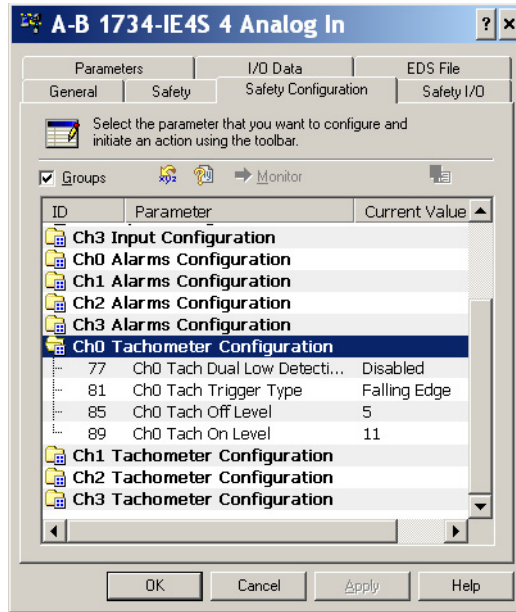 A-B 1734-IE4S 4 Analog In
? x
Parameters I/O Data EDS File
General Safety Safety Configuration Safety I/O
Select the parameter that you want to configure and
initiate an action using the toolbar.
Groups Monitor
ID Parameter Current Value
Ch3 Input Configuration
Ch0 Alarms Configuration
Ch1 Alarms Configuration
Ch2 Alarms Configuration
Ch3 Alarms Configuration
Ch0 Tachometer Configuration
77 Ch0 Tach Dual Low Detecti... Disabled
81 Ch0 Tach Trigger Type Falling Edge
85 Ch0 Tach Off Level 5
89 Ch0 Tach On Level 11
Ch1 Tachometer Configuration
Ch2 Tachometer Configuration
Ch3 Tachometer Configuration
OK Cancel Apply Help